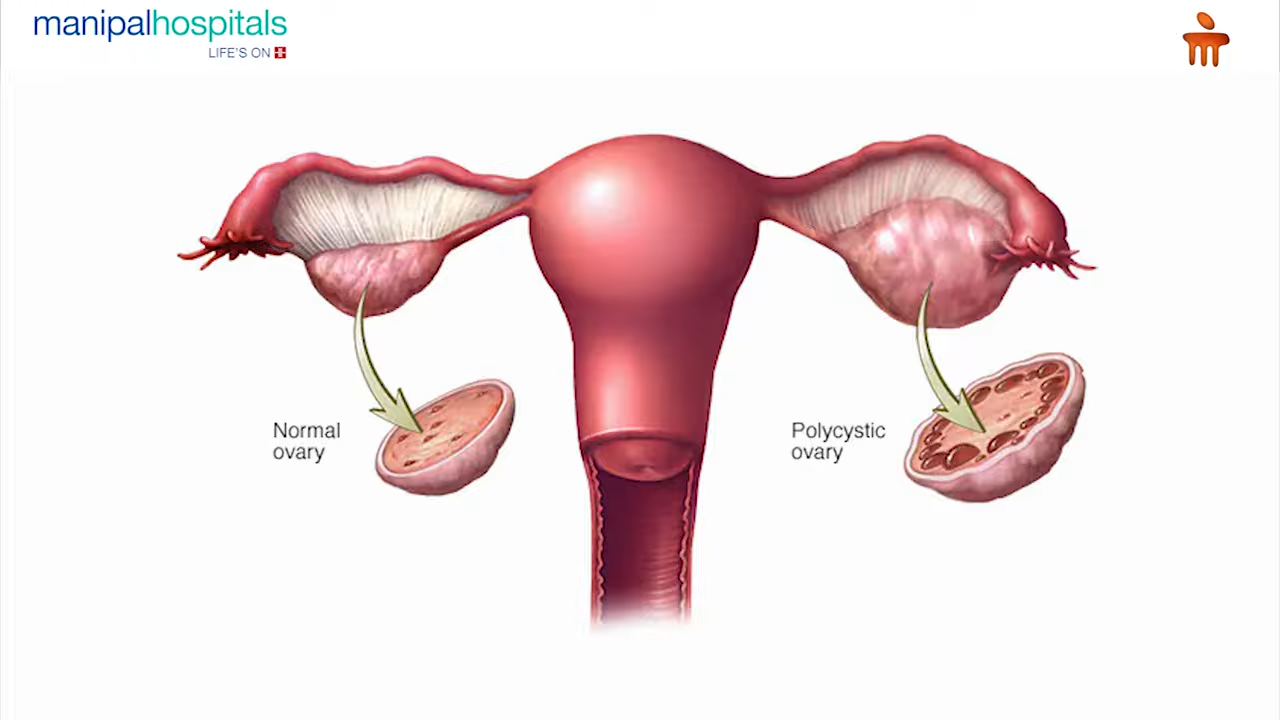 manipalhospitals
LIFE'S ON
Normal
ovary
Polycystic
ovary